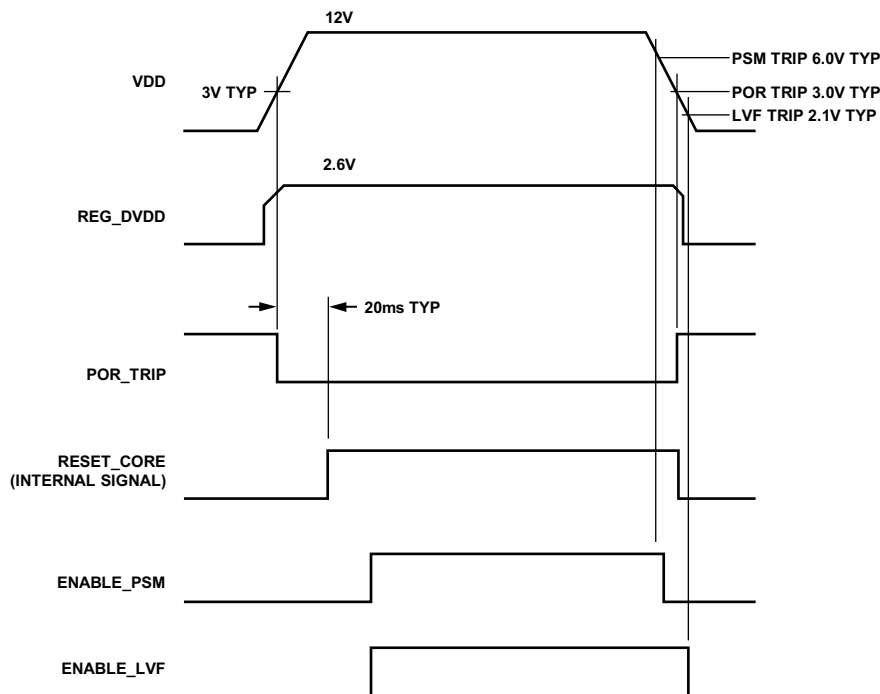 12V
VDD
3V TYP
PSM TRIP 6.0V TYP
POR TRIP 3.0V TYP
LVF TRIP 2.1V TYP
2.6V
REG_DVDD
20ms TYP
POR_TRIP
RESET_CORE
(INTERNAL SIGNAL)
ENABLE_PSM
ENABLE_LVF